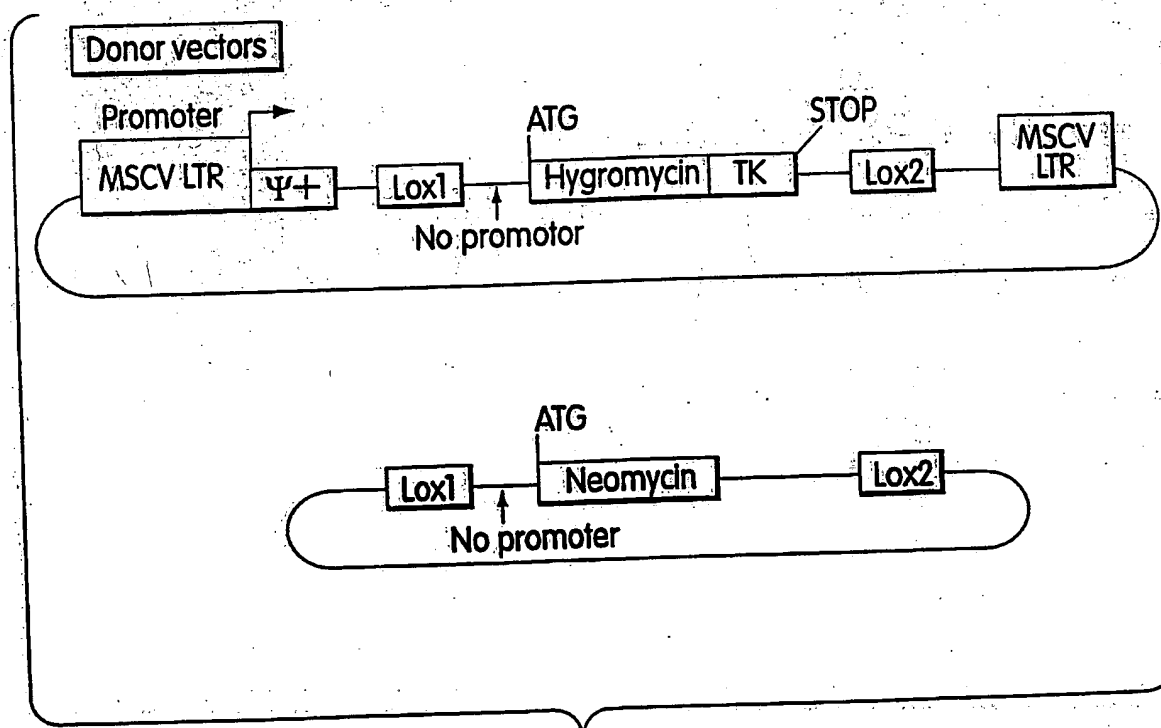 Donor vectors
Promoter
ATG
STOP
MSCV LTR
Ψ+
Lox1
Hygromycin
TK
Lox2
MSCV
LTR
No promotor
ATG
Lox1
Neomycin
Lox2
No promoter